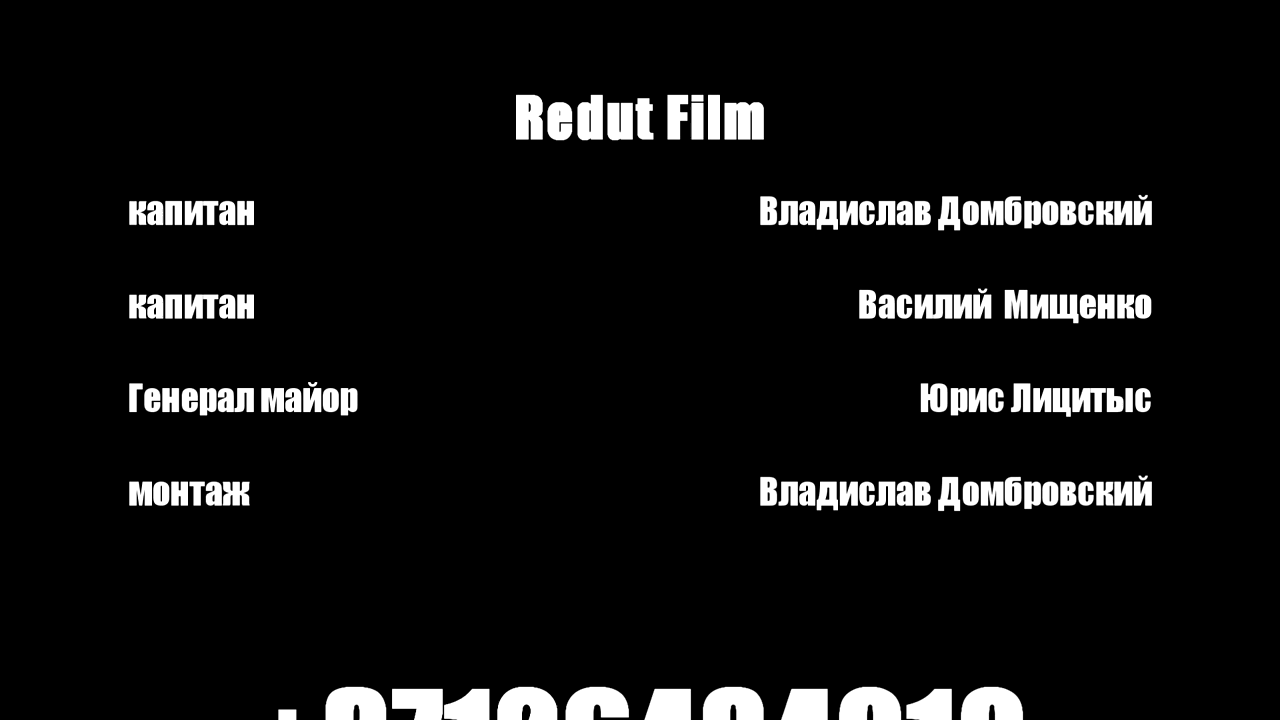 Redut Film
капитан Владислав Домбровский
капитан Василий Мищенко
Генерал майор Юрис Лицитыс
монтаж Владислав Домбровский